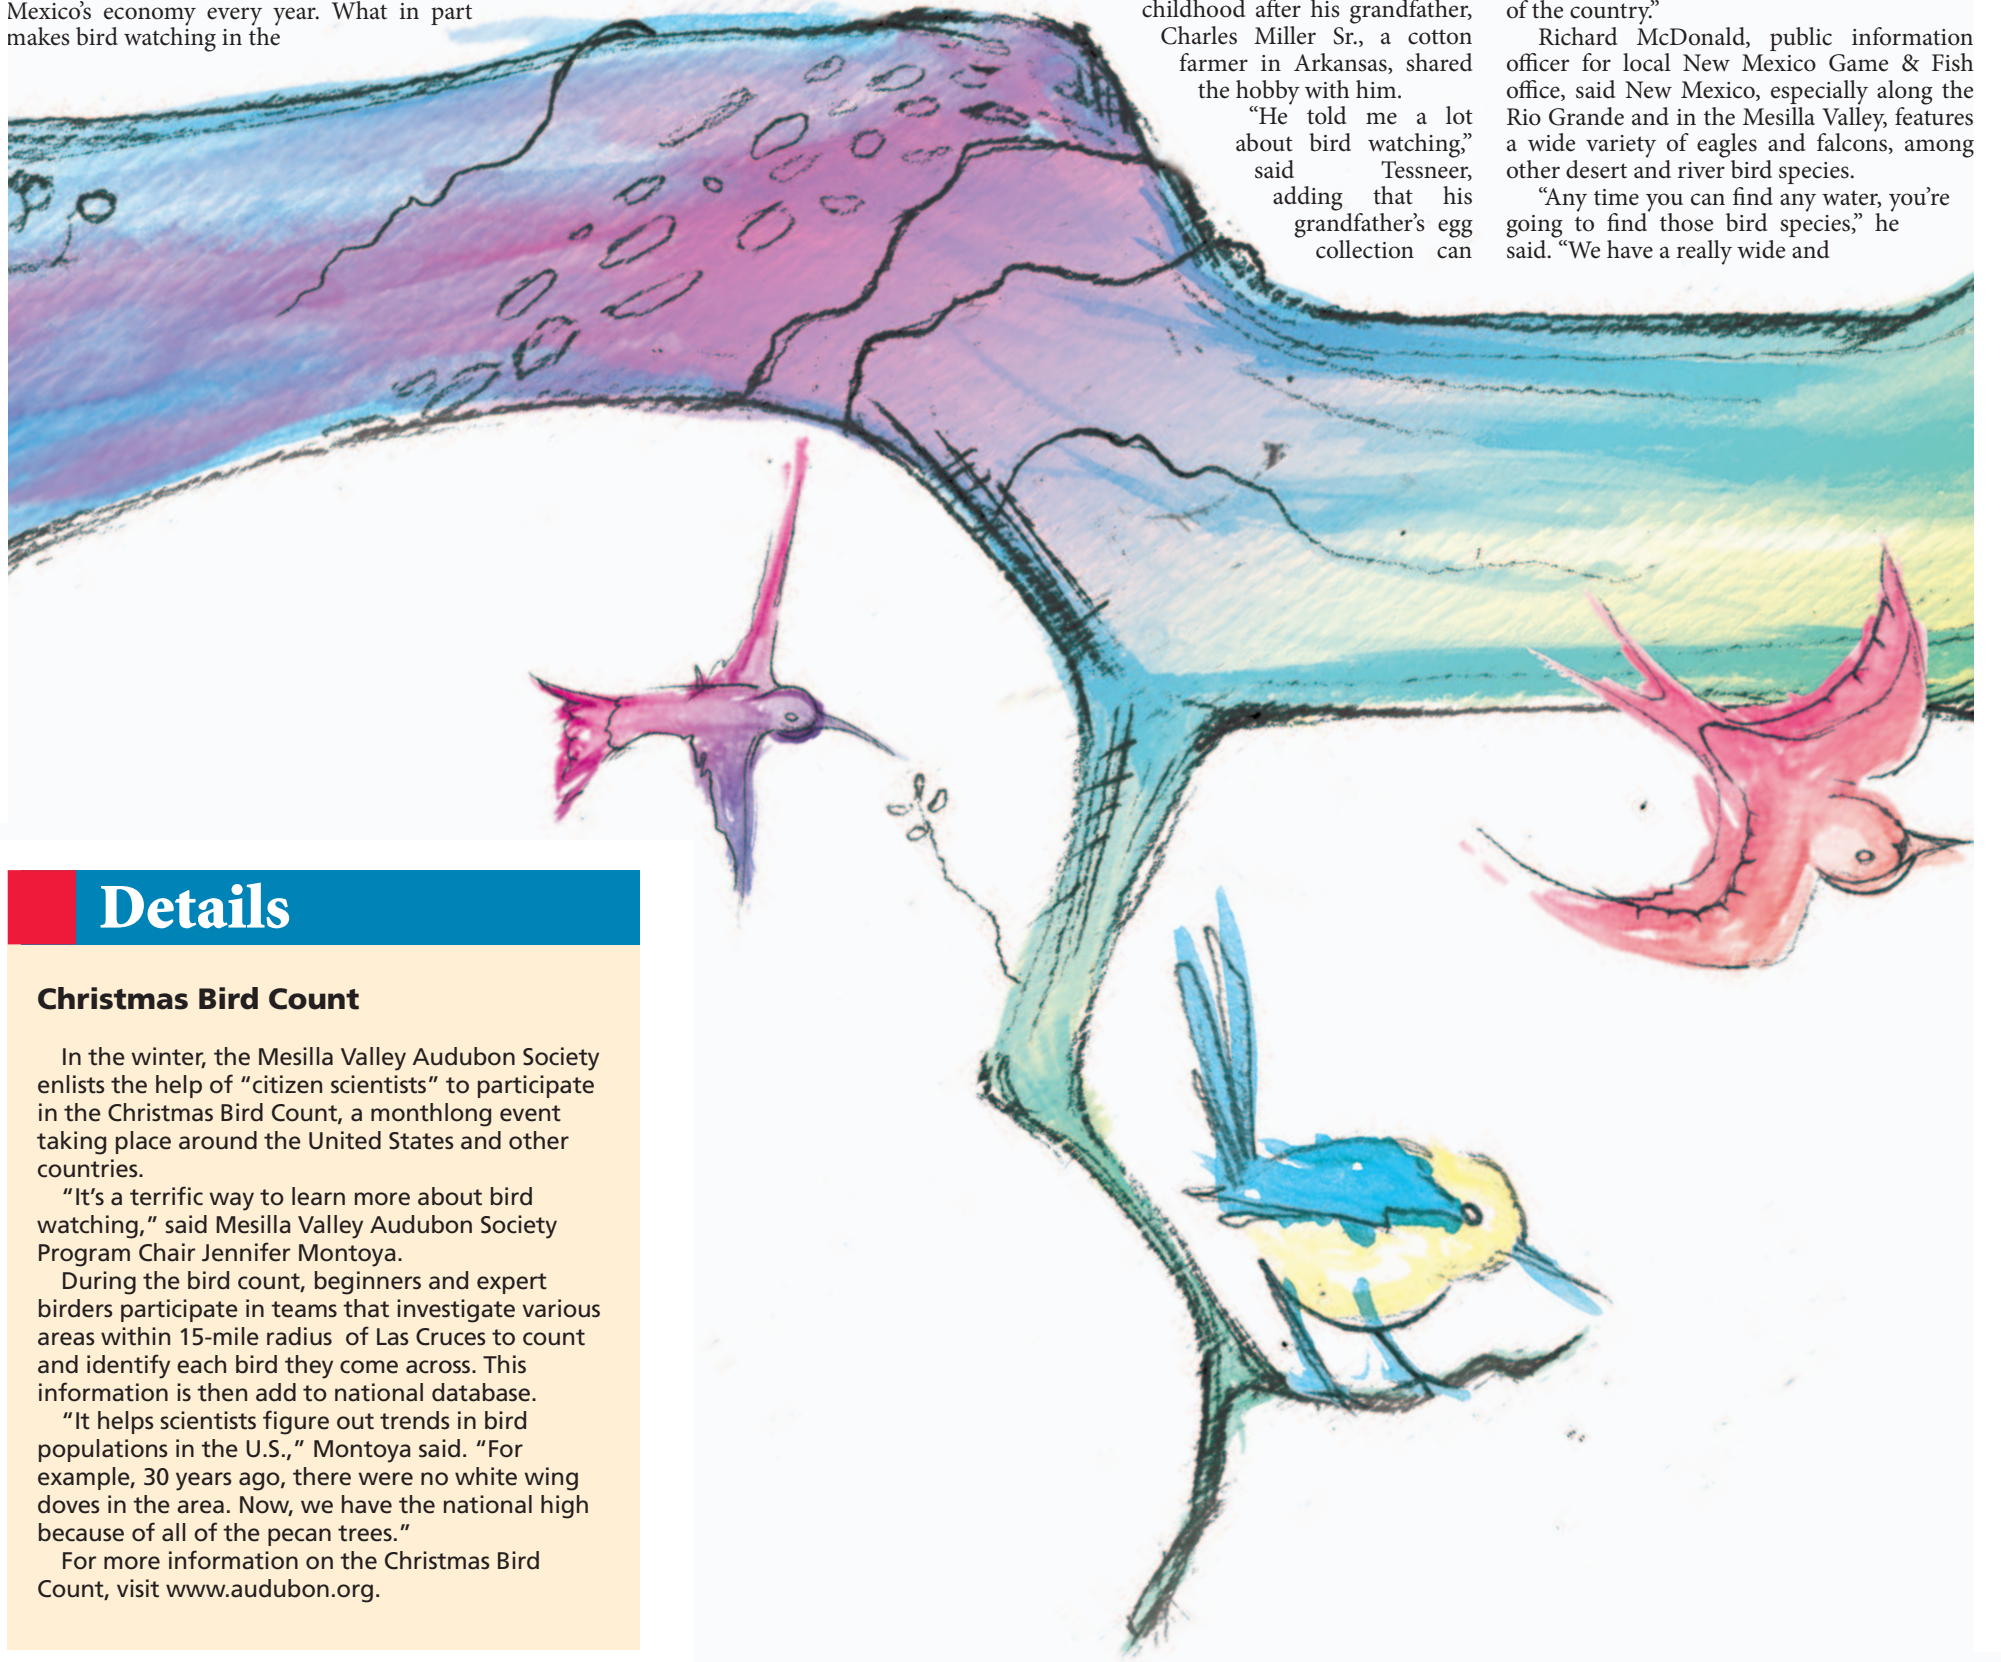 Mexico’s economy every year. What in part
makes bird watching in the
childhood after his grandfather,
Charles Miller Sr., a cotton
farmer in Arkansas, shared
the hobby with him.
“He told me a lot
about bird watching,”
said Tessneer,
adding that his
grandfather’s egg
collection can
of the country.”
Richard McDonald, public information
officer for local New Mexico Game & Fish
office, said New Mexico, especially along the
Rio Grande and in the Mesilla Valley, features
a wide variety of eagles and falcons, among
other desert and river bird species.
“Any time you can find any water, you’re
going to find those bird species,” he
said. “We have a really wide and
Details
Christmas Bird Count
In the winter, the Mesilla Valley Audubon Society
enlists the help of “citizen scientists” to participate
in the Christmas Bird Count, a monthlong event
taking place around the United States and other
countries.
“It’s a terrific way to learn more about bird
watching,” said Mesilla Valley Audubon Society
Program Chair Jennifer Montoya.
During the bird count, beginners and expert
birders participate in teams that investigate various
areas within 15-mile radius of Las Cruces to count
and identify each bird they come across. This
information is then add to national database.
“It helps scientists figure out trends in bird
populations in the U.S.,” Montoya said. “For
example, 30 years ago, there were no white wing
doves in the area. Now, we have the national high
because of all of the pecan trees.”
For more information on the Christmas Bird
Count, visit www.audubon.org.